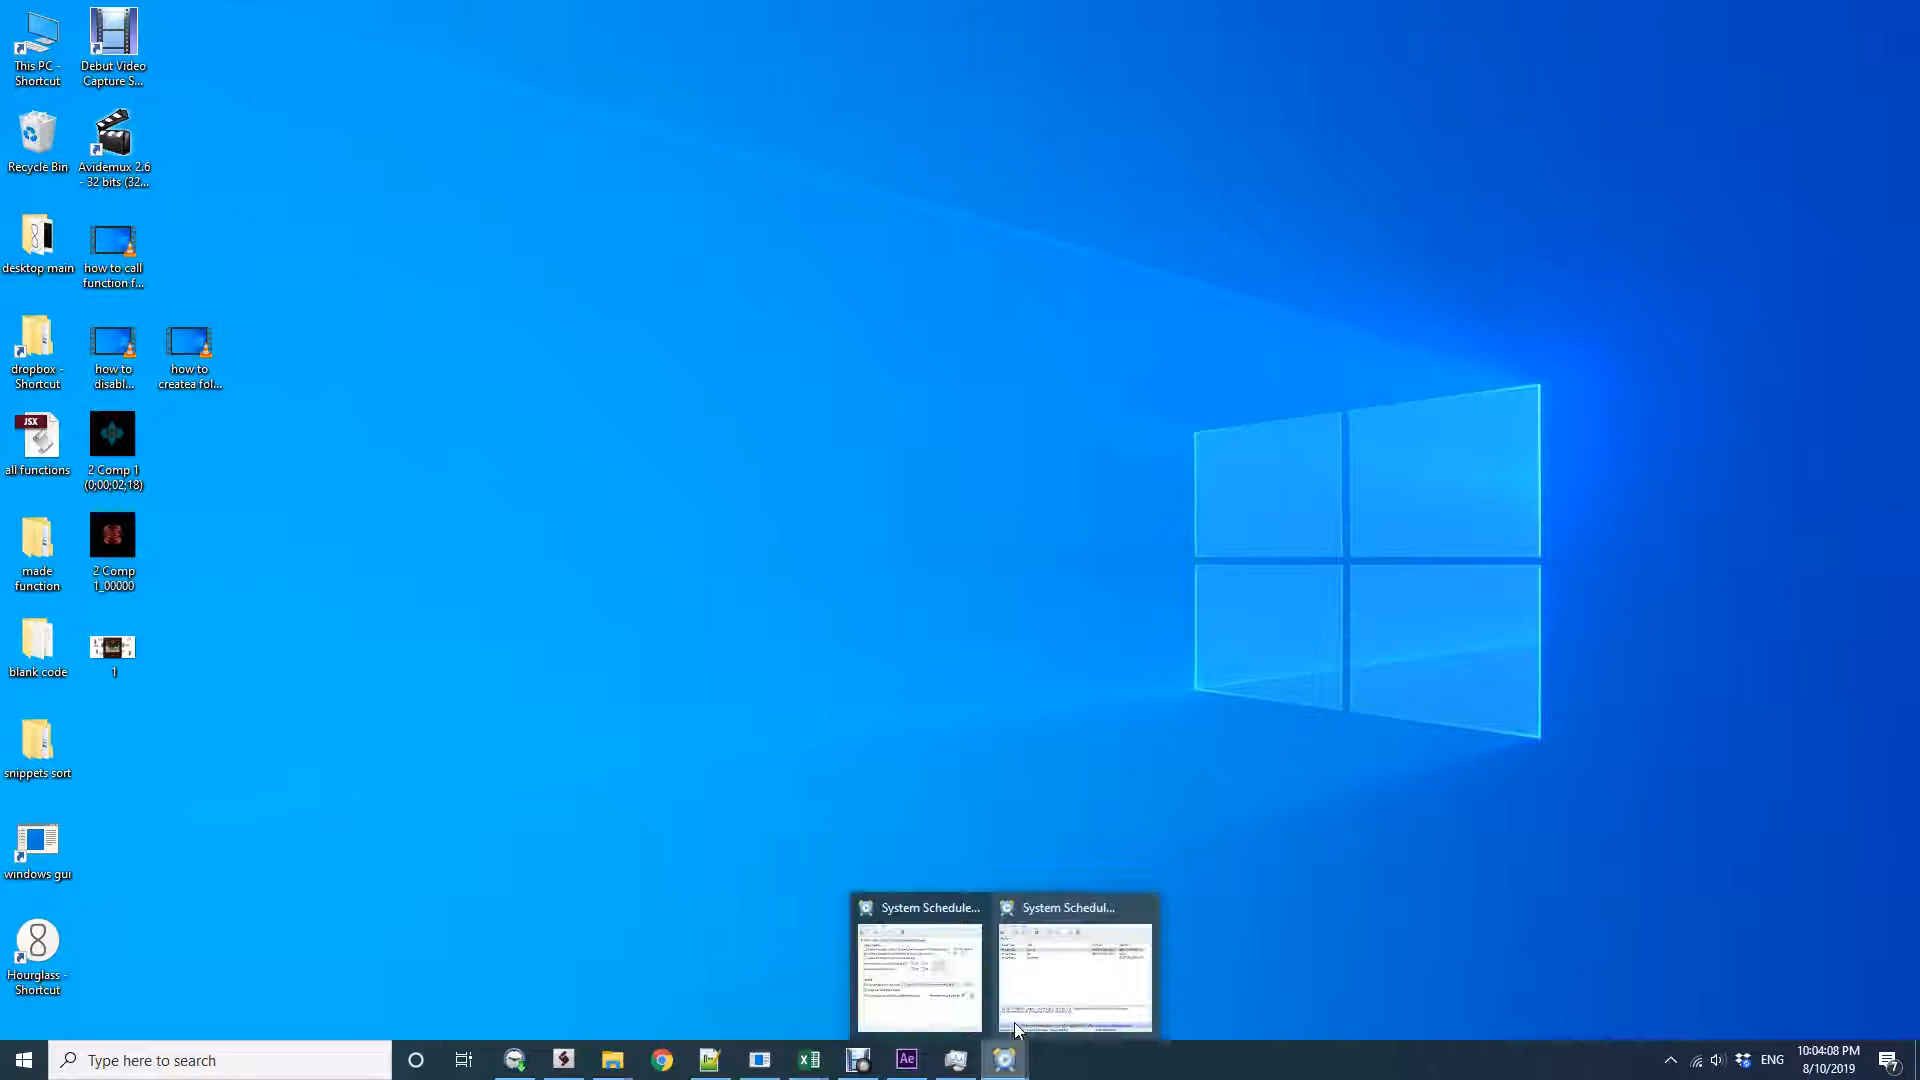 This PC -
Shortcut
Debut Video
Capture S...
Recycle Bin
Avidemux 2.6
- 32 bits (32...
desktop main
how to call
function f...
dropbox -
Shortcut
how to
disabl...
how to
createa fol...
JSX
all functions
2 Comp 1
(0;00;02;18)
made
function
2 Comp
1_00000
blank code
1
snippets sort
windows gui
Hourglass -
Shortcut
System Schedule...
System Schedul...
Type here to search
Ae
ENG
10:04:08 PM
8/10/2019
7